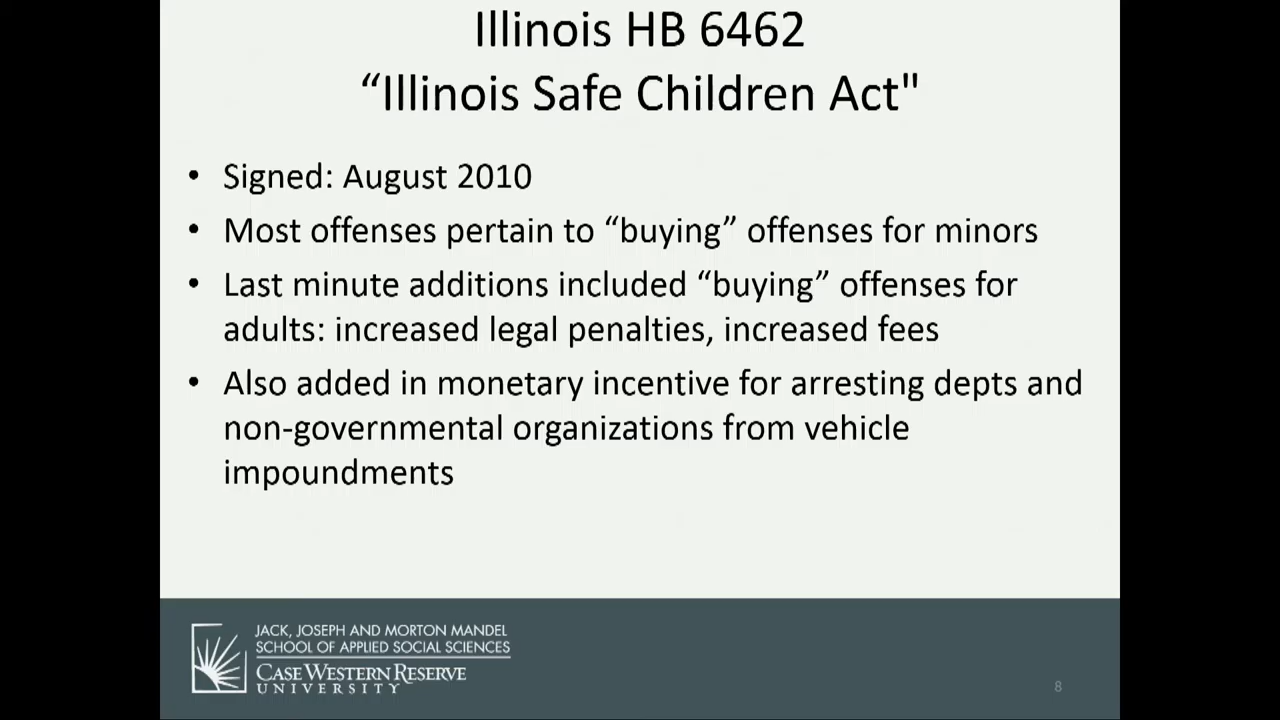 Illinois HB 6462
“Illinois Safe Children Act"
• Signed: August 2010
• Most offenses pertain to “buying” offenses for minors
• Last minute additions included “buying” offenses for
adults: increased legal penalties, increased fees
• Also added in monetary incentive for arresting depts and
non-governmental organizations from vehicle
impoundments
JACK, JOSEPH AND MORTON MANDEL
SCHOOL OF APPLIED SOCIAL SCIENCES
CASE WESTERN RESERVE
UNIVERSITY
8